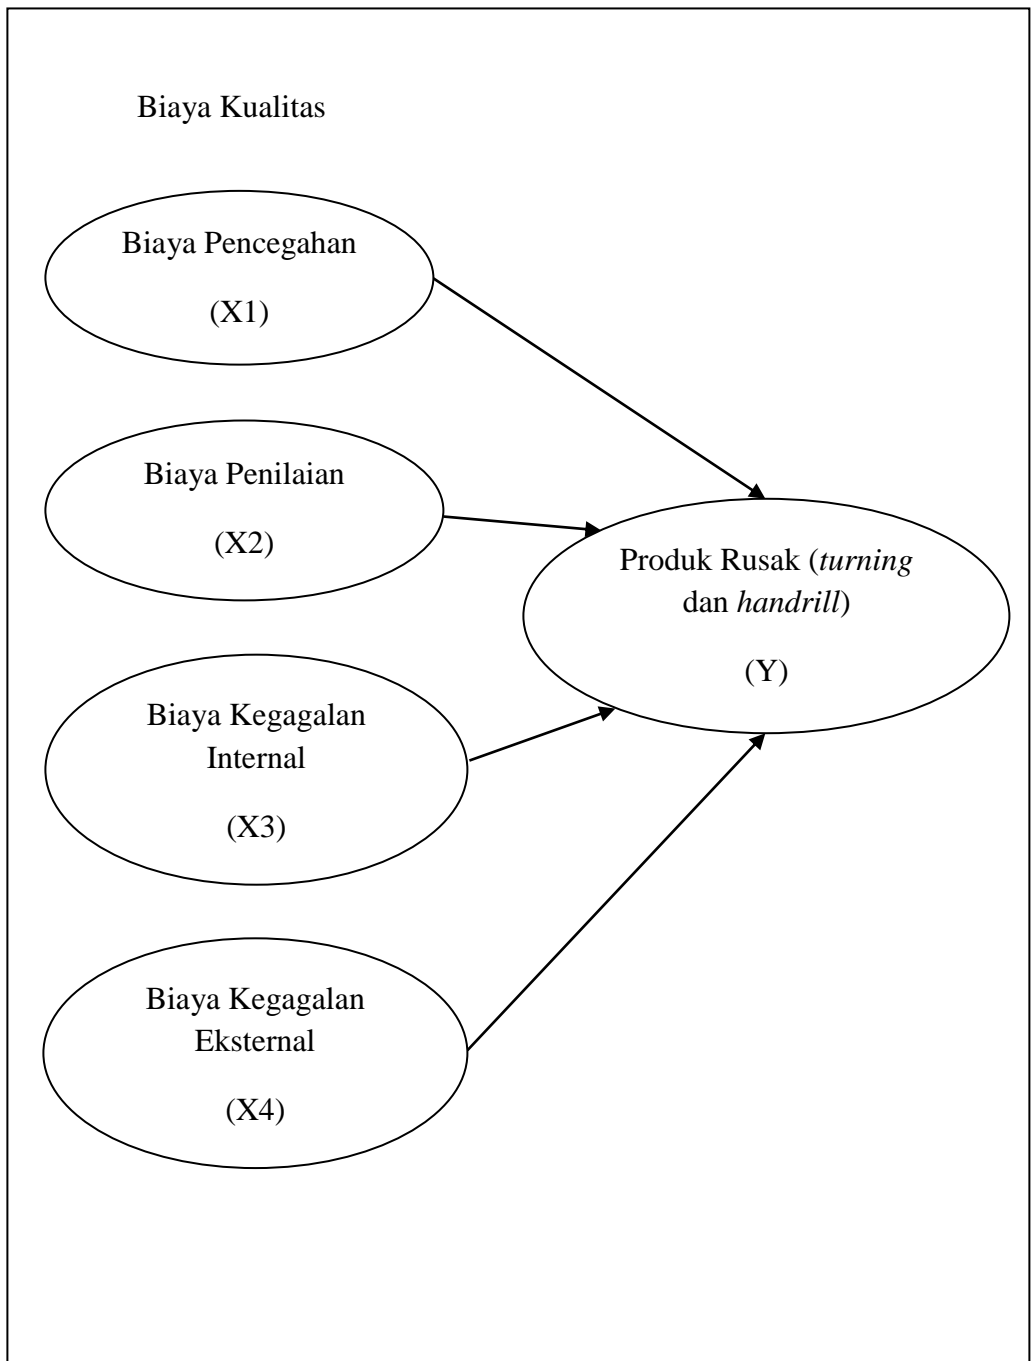 Biaya Kualitas
Biaya Pencegahan
(X1)
Biaya Penilaian
(X2)
Biaya Kegagalan
Internal
(X3)
Biaya Kegagalan
Eksternal
(X4)
Produk Rusak (turning
dan handrill)
(Y)